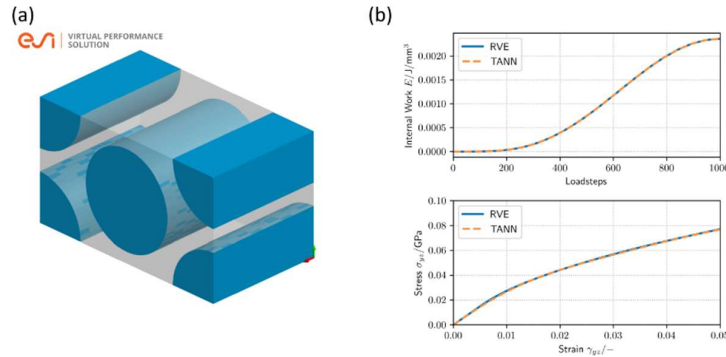 (a)
esi VIRTUAL PERFORMANCE
SOLUTION
(b)
Internal Work E/J/mm³
0.0020
0.0015
0.0010
0.0005
0.0000
RVE
TANN
0 200 400 600 800 1000
Loadsteps
Stress σyz/GPa
0.10
0.08
0.06
0.04
0.02
0.00
RVE
TANN
0.00 0.01 0.02 0.03 0.04 0.05
Strain γyz/−